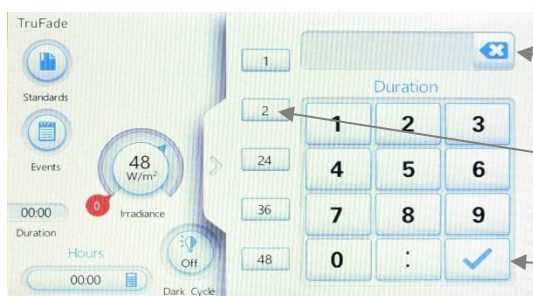 TruFade
Standards
Events
48
W/m²
0
Irradiance
00:00
Duration
Hours
00:00
Off
Dark Cycle
1
2
24
36
48
Duration
1 2 3
4 5 6
7 8 9
0 :